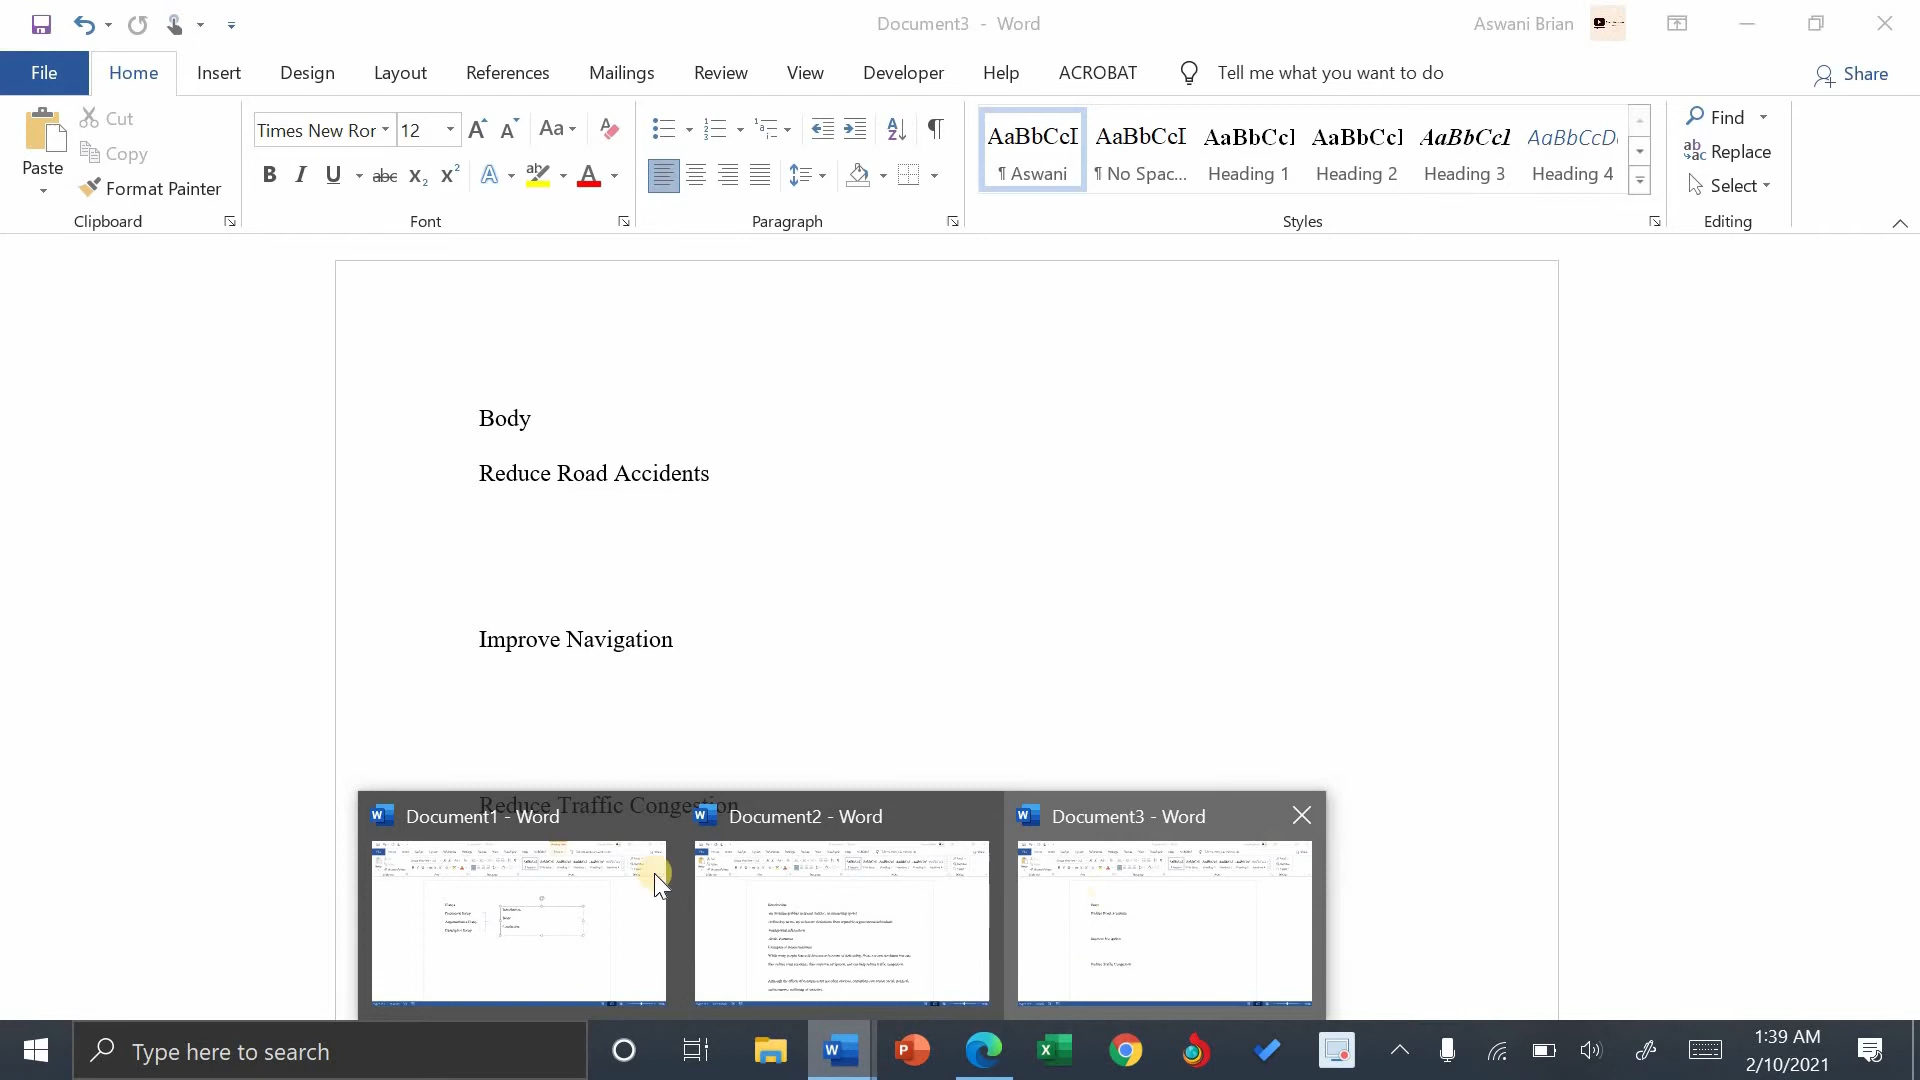 Document3 - Word
Aswani Brian
File
Home
Insert
Design
Layout
References
Mailings
Review
View
Developer
Help
ACROBAT
Tell me what you want to do
Share
Paste
Cut
Copy
Format Painter
Clipboard
Times New Ror
12
Aa
Font
Paragraph
AaBbCcI
¶ Aswani
AaBbCcI
¶ No Spac...
AaBbCcI
Heading 1
AaBbCcI
Heading 2
AaBbCcI
Heading 3
AaBbCcDd
Heading 4
Styles
Find
Replace
Select
Editing
Body
Reduce Road Accidents
Improve Navigation
Reduce Traffic Congestion
Document1 - Word
Document2 - Word
Document3 - Word
Type here to search
1:39 AM
2/10/2021